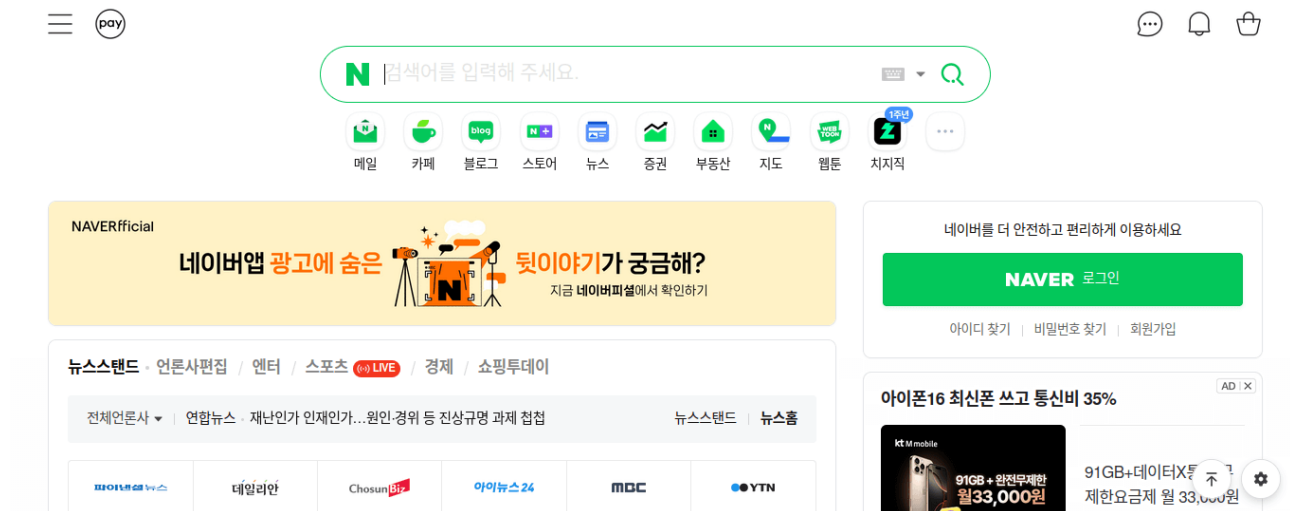 pay
N 검색어를 입력해 주세요.
1주년
N blog N+ N WEB TOON
메일 카페 블로그 스토어 뉴스 증권 부동산 지도 웹툰 치지직
NAVERfficial
네이버앱 광고에 숨은 N 뒷이야기가 궁금해?
지금 네이버피셜에서 확인하기
네이버를 더 안전하고 편리하게 이용하세요
NAVER 로그인
아이디 찾기 비밀번호 찾기 회원가입
뉴스스탠드 · 언론사편집 / 엔터 / 스포츠 LIVE / 경제 / 쇼핑투데이
전체언론사 연합뉴스 · 재난인가 인재인가…원인·경위 등 진상규명 과제 첩첩 뉴스스탠드 뉴스홈
파이낸셜뉴스 데일리안 ChosunBiz 아이뉴스24 MBC YTN
AD X
아이폰16 최신폰 쓰고 통신비 35%
kt M mobile
91GB + 완전무제한
월33,000원
91GB+데이터X
제한요금제 월 33,000원